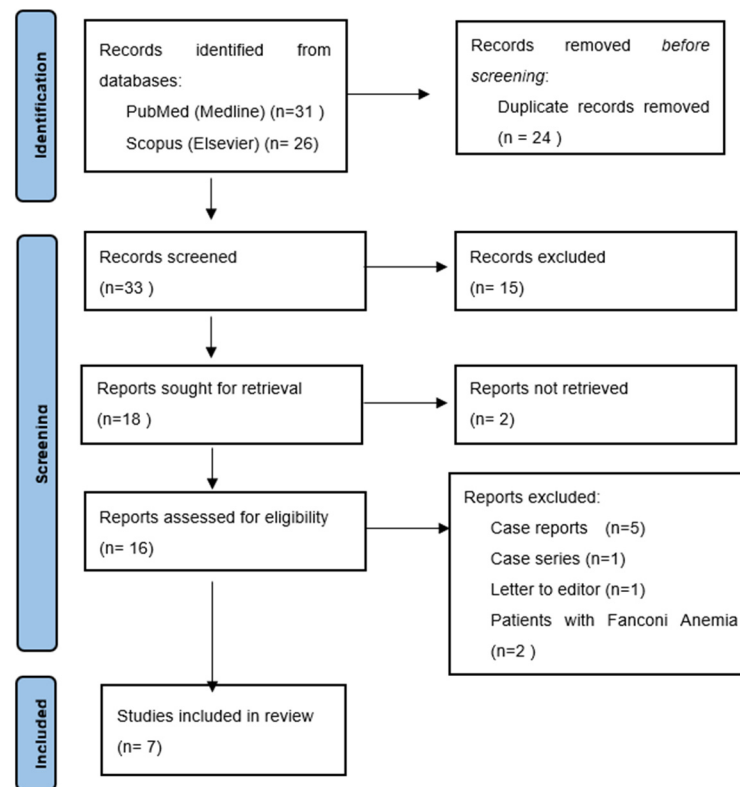 Identification
Records identified from
databases:
PubMed (Medline) (n=31 )
Scopus (Elsevier) (n= 26)
Records removed before
screening:
Duplicate records removed
(n = 24 )
Screening
Records screened
(n=33 )
Records excluded
(n= 15)
Reports sought for retrieval
(n=18 )
Reports not retrieved
(n= 2)
Reports assessed for eligibility
(n= 16)
Reports excluded:
Case reports (n=5)
Case series (n=1)
Letter to editor (n=1)
Patients with Fanconi Anemia
(n=2 )
Included
Studies included in review
(n= 7)